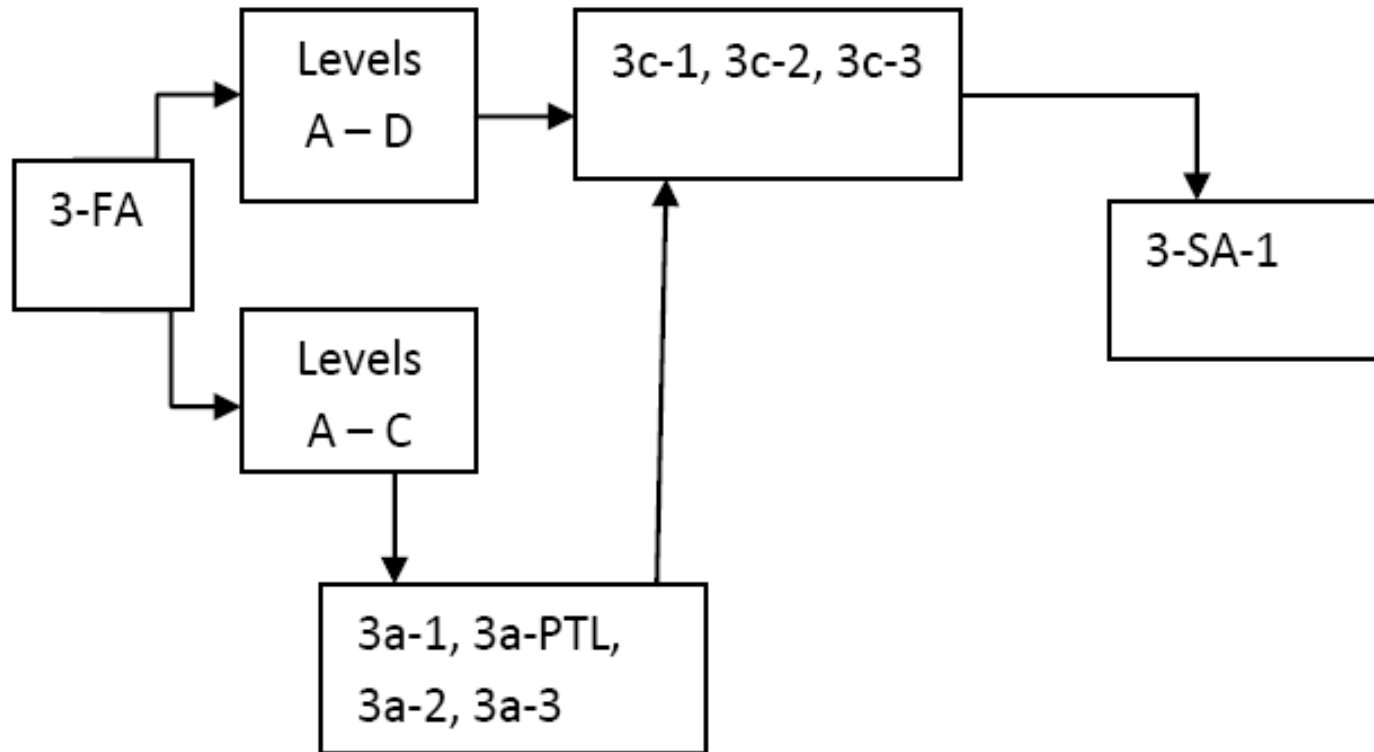 Levels
A – D
3c-1, 3c-2, 3c-3
3-FA
3-SA-1
Levels
A – C
3a-1, 3a-PTL,
3a-2, 3a-3